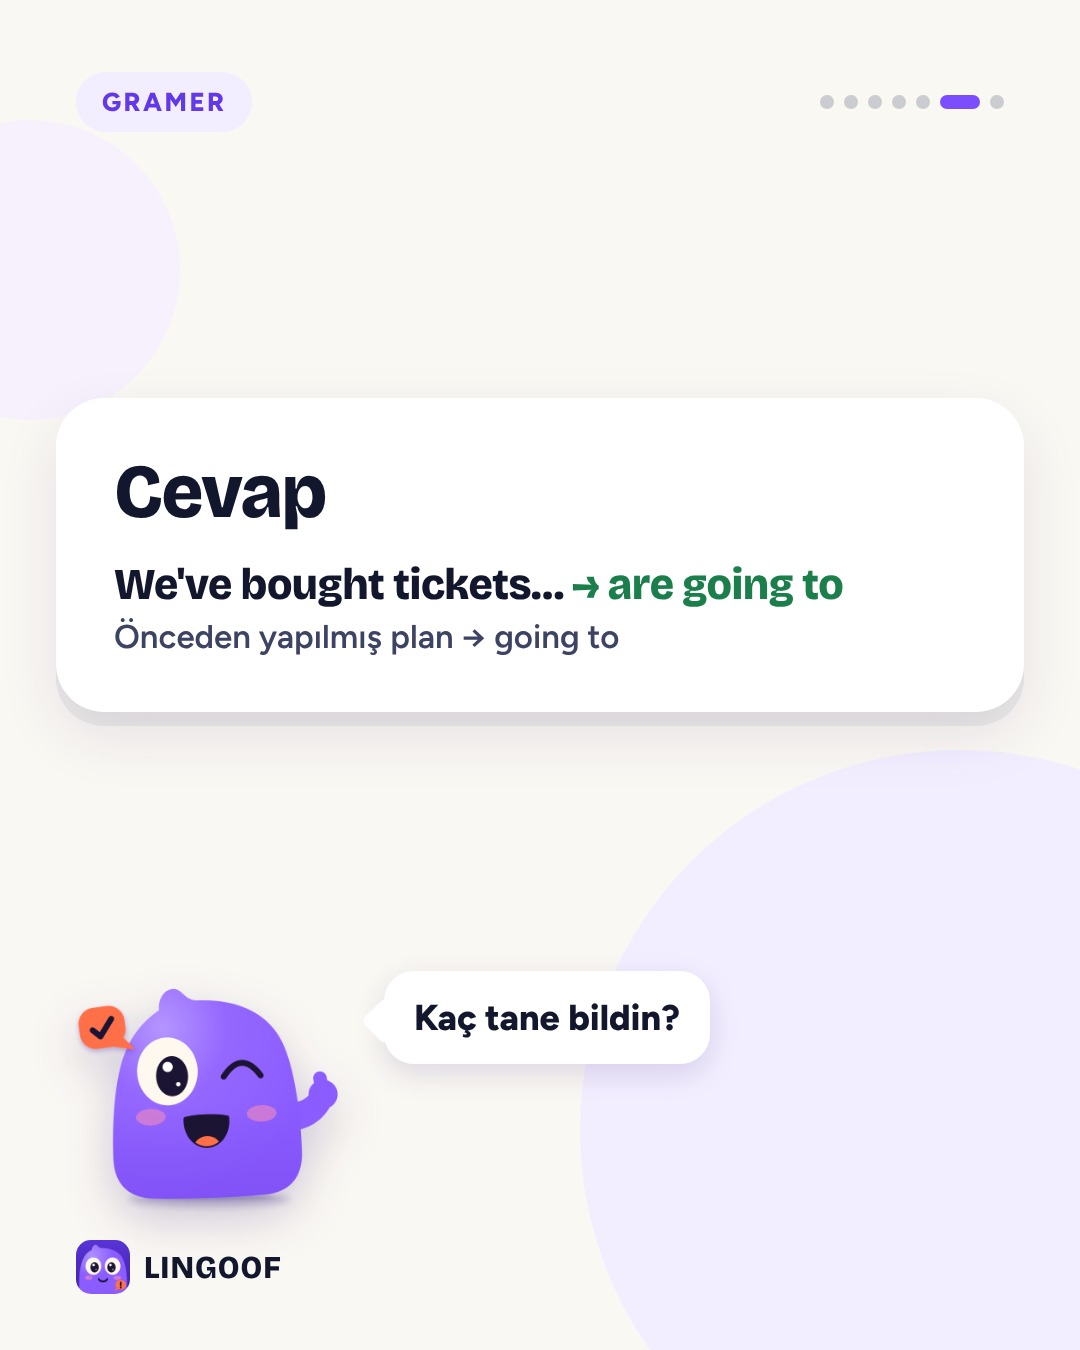 GRAMER
Cevap
We've bought tickets... → are going to
Önceden yapılmış plan → going to
Kaç tane bildin?
LINGOOF